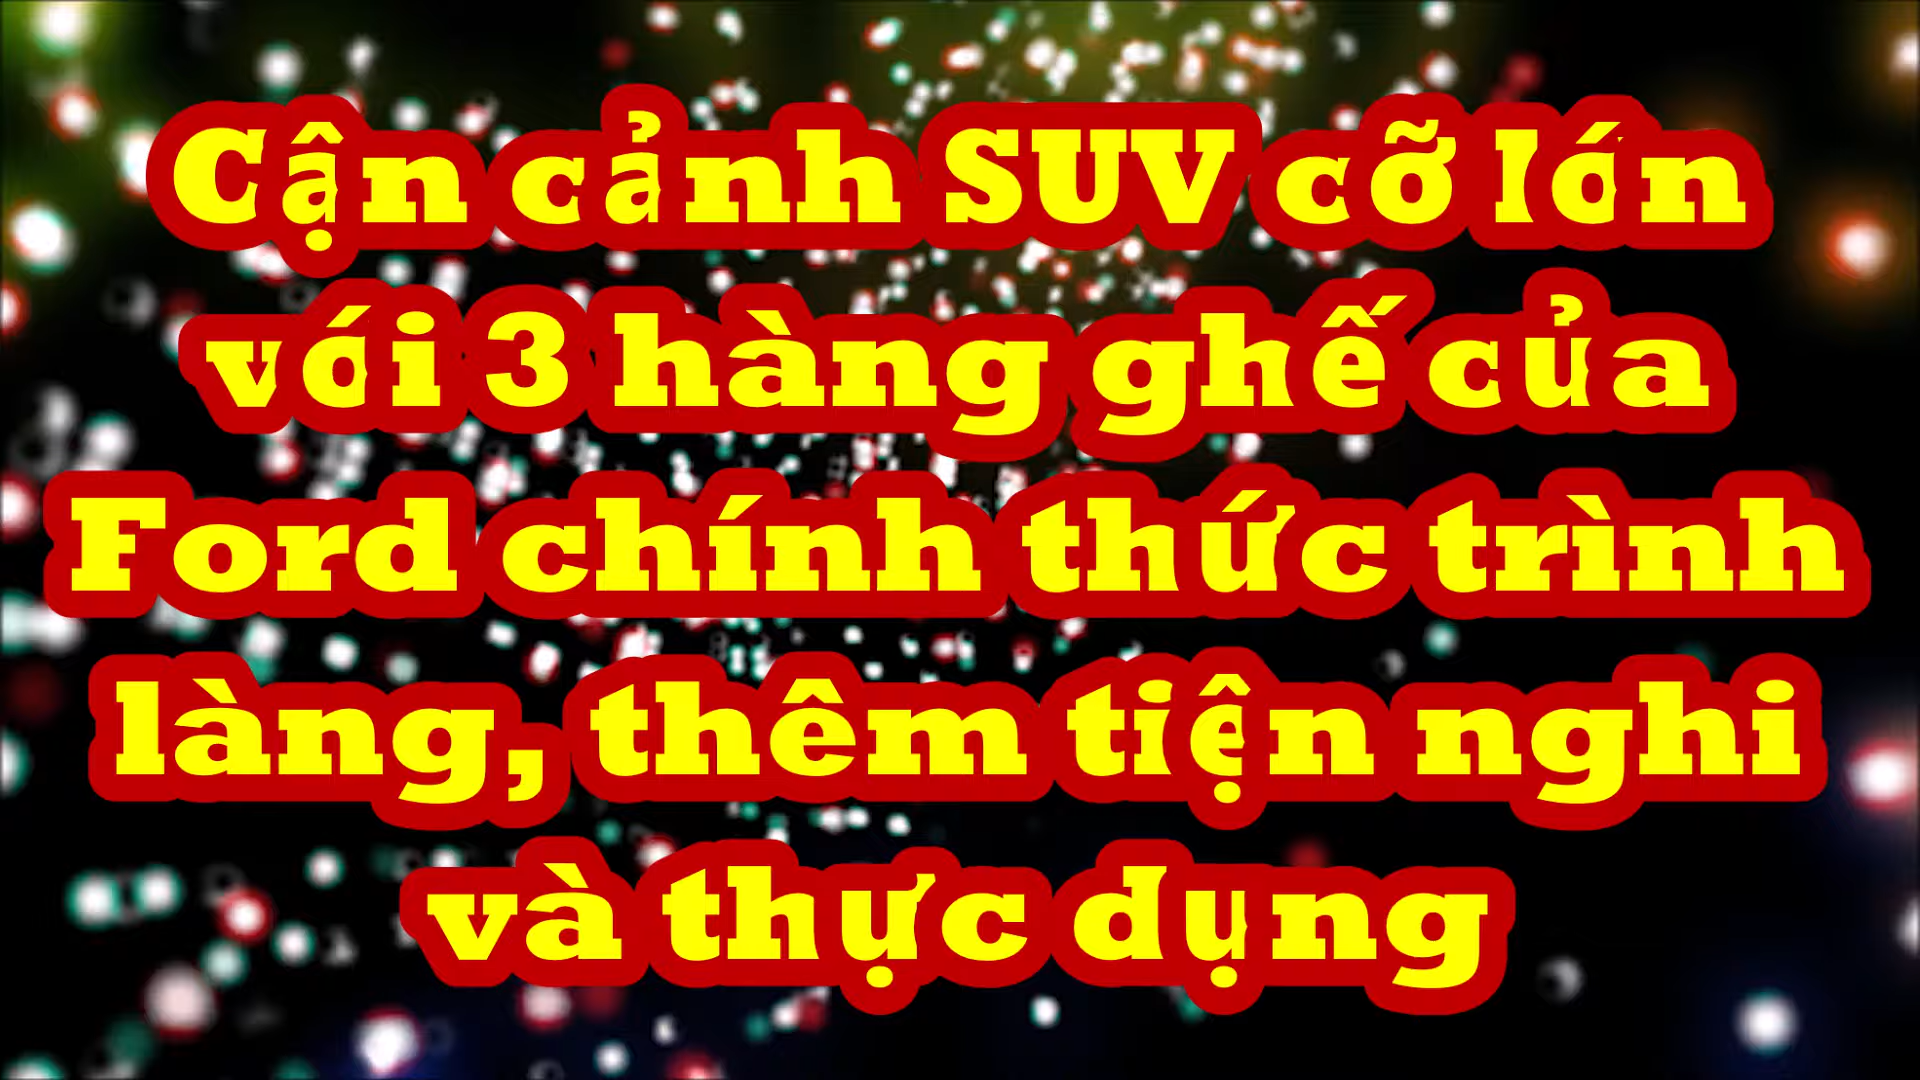 Cận cảnh SUV cỡ lớn
với 3 hàng ghế của
Ford chính thức trình
làng, thêm tiện nghi
và thực dụng